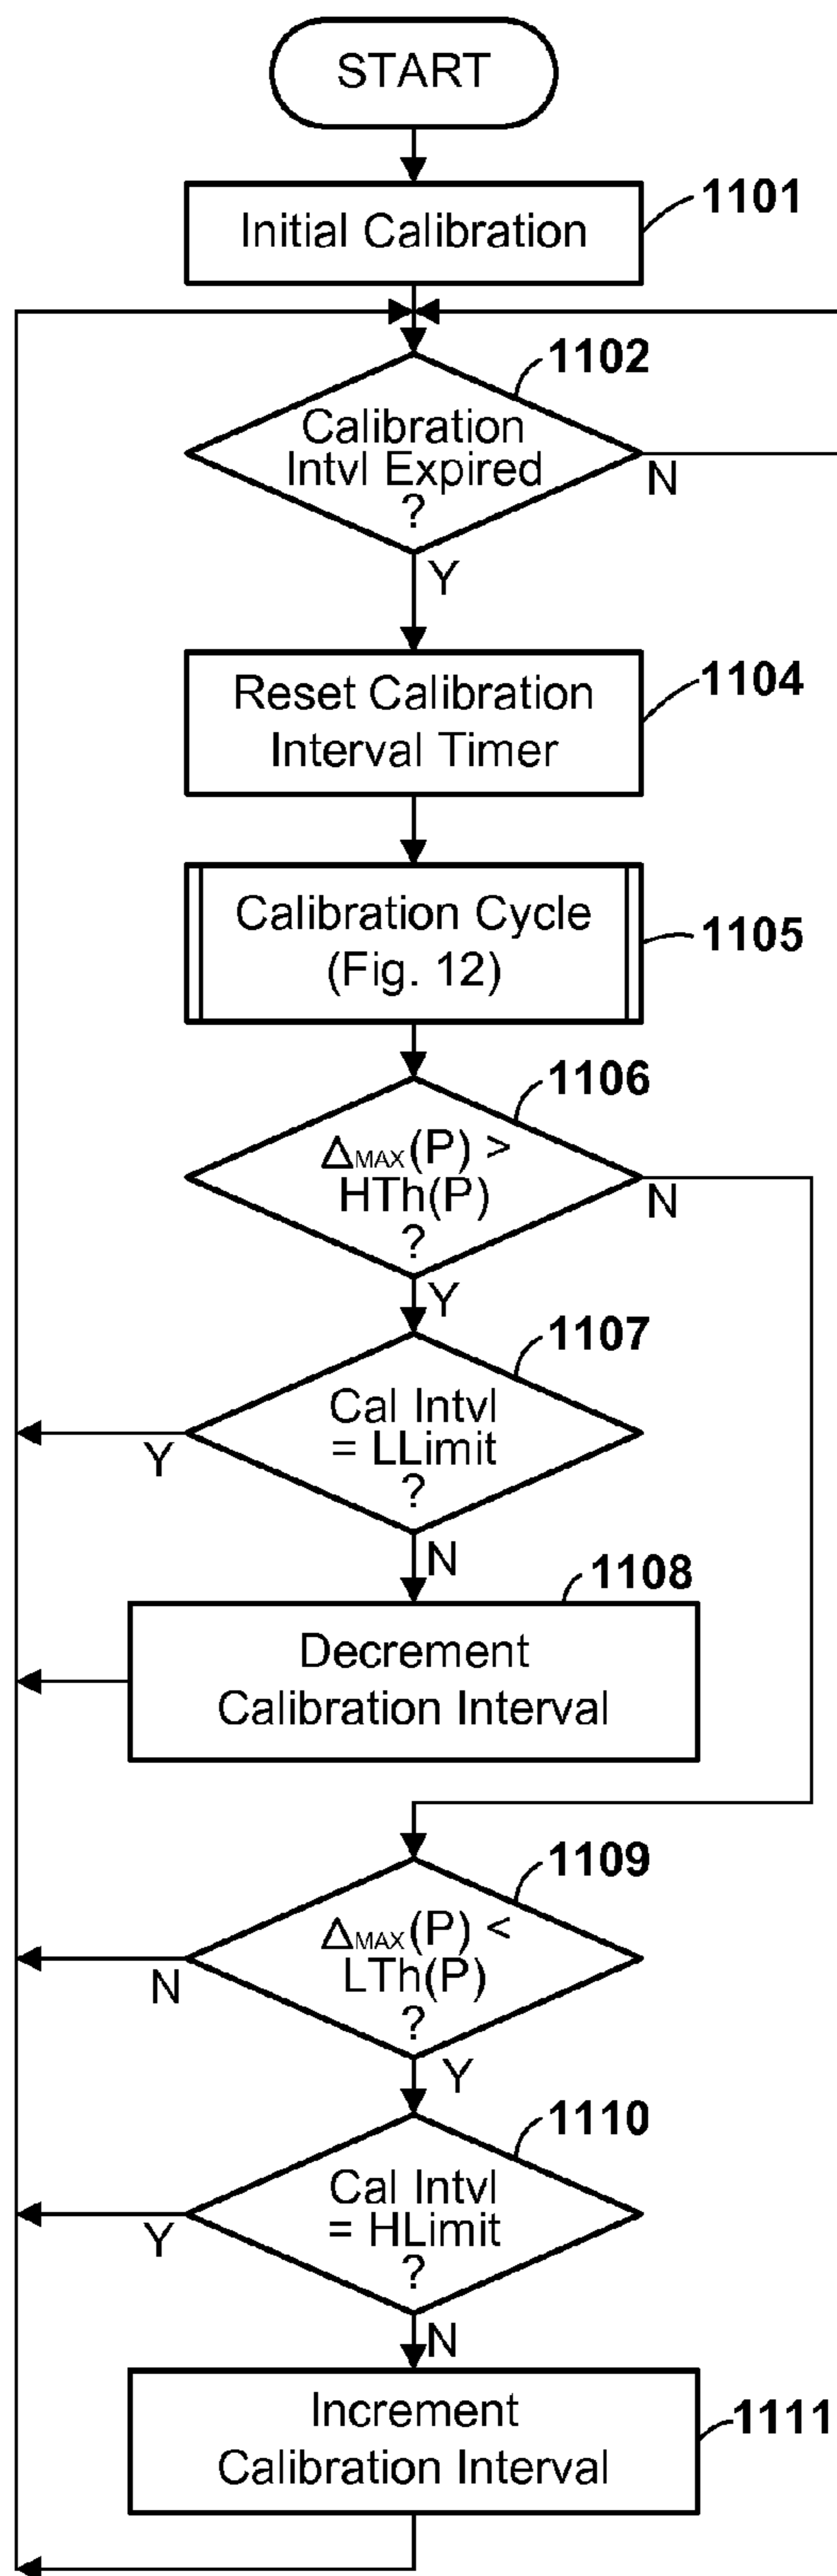 START
Initial Calibration
1101
1102
Calibration
Intvl Expired
?
N
Y
Reset Calibration
Interval Timer
1104
Calibration Cycle
(Fig. 12)
1105
1106
ΔMAX(P) >
HTh(P)
?
N
Y
1107
Cal Intvl
= LLimit
?
Y
N
1108
Decrement
Calibration Interval
1109
ΔMAX(P) <
LTh(P)
?
N
Y
1110
Cal Intvl
= HLimit
?
Y
N
Increment
Calibration Interval
1111